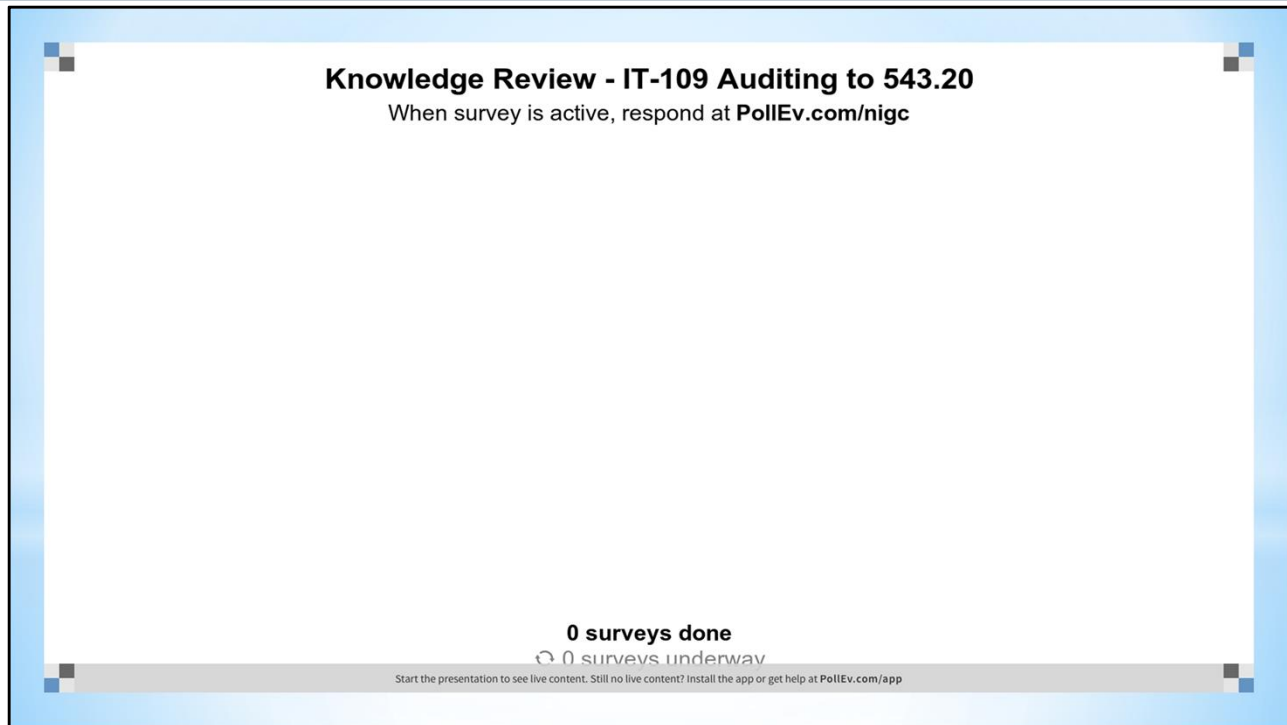 Knowledge Review - IT-109 Auditing to 543.20
When survey is active, respond at PollEv.com/nigc
0 surveys done
0 surveys underway
Start the presentation to see live content. Still no live content? Install the app or get help at PollEv.com/app